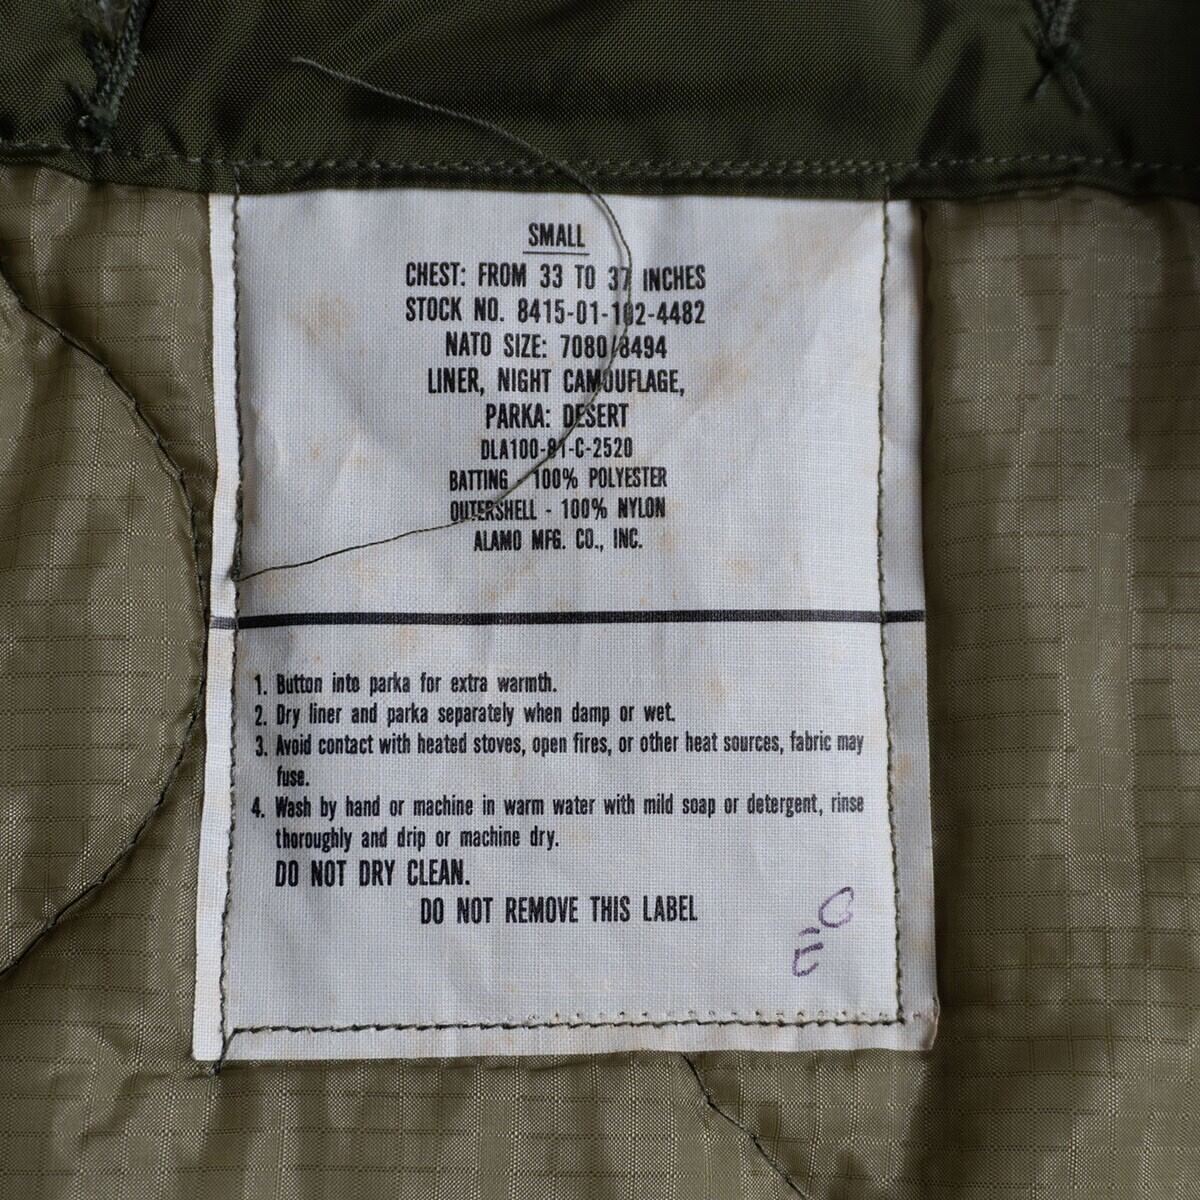 SMALL
CHEST: FROM 33 TO 37 INCHES
STOCK NO. 8415-01-102-4482
NATO SIZE: 7080/8494
LINER, NIGHT CAMOUFLAGE,
PARKA: DESERT
DLA100-81-C-2520
BATTING - 100% POLYESTER
OUTERSHELL - 100% NYLON
ALAMO MFG. CO., INC.
1. Button into parka for extra warmth.
2. Dry liner and parka separately when damp or wet.
3. Avoid contact with heated stoves, open fires, or other heat sources, fabric may
fuse.
4. Wash by hand or machine in warm water with mild soap or detergent, rinse
thoroughly and drip or machine dry.
DO NOT DRY CLEAN.
DO NOT REMOVE THIS LABEL